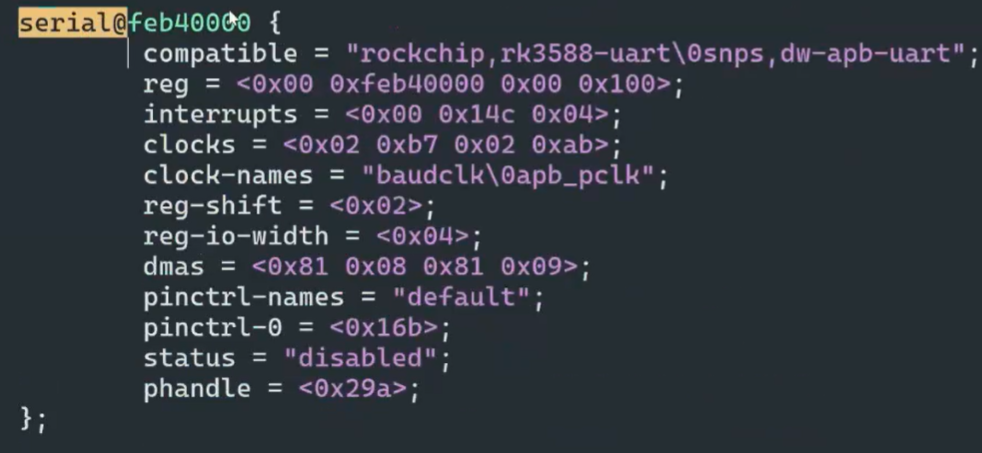 serial@feb40000 {
compatible = "rockchip,rk3588-uart\0snps,dw-apb-uart";
reg = <0x00 0xfeb40000 0x00 0x100>;
interrupts = <0x00 0x14c 0x04>;
clocks = <0x02 0xb7 0x02 0xab>;
clock-names = "baudclk\0apb_pclk";
reg-shift = <0x02>;
reg-io-width = <0x04>;
dmas = <0x81 0x08 0x81 0x09>;
pinctrl-names = "default";
pinctrl-0 = <0x16b>;
status = "disabled";
phandle = <0x29a>;
};